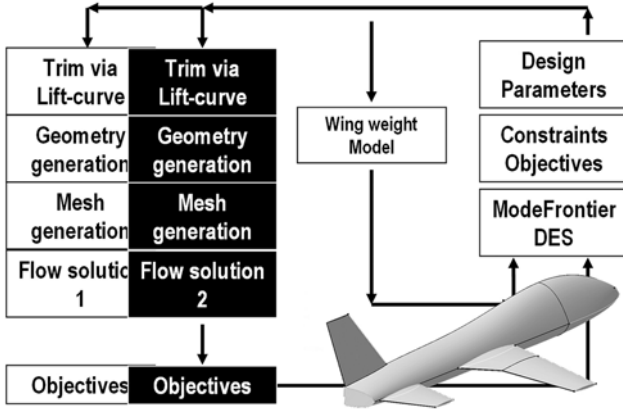 Trim via
Lift-curve
Geometry
generation
Mesh
generation
Flow solutic
1
Objectives
Trim via
Lift-curve
Geometry
generation
Mesh
generation
Flow solution
2
Objectives
Wing weight
Model
Design
Parameters
Constraints
Objectives
ModeFrontier
DES